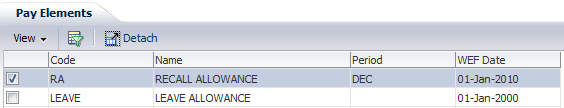 Pay Elements
View Detach
Code Name Period WEF Date
RA RECALL ALLOWANCE DEC 01-Jan-2010
LEAVE LEAVE ALLOWANCE 01-Jan-2000